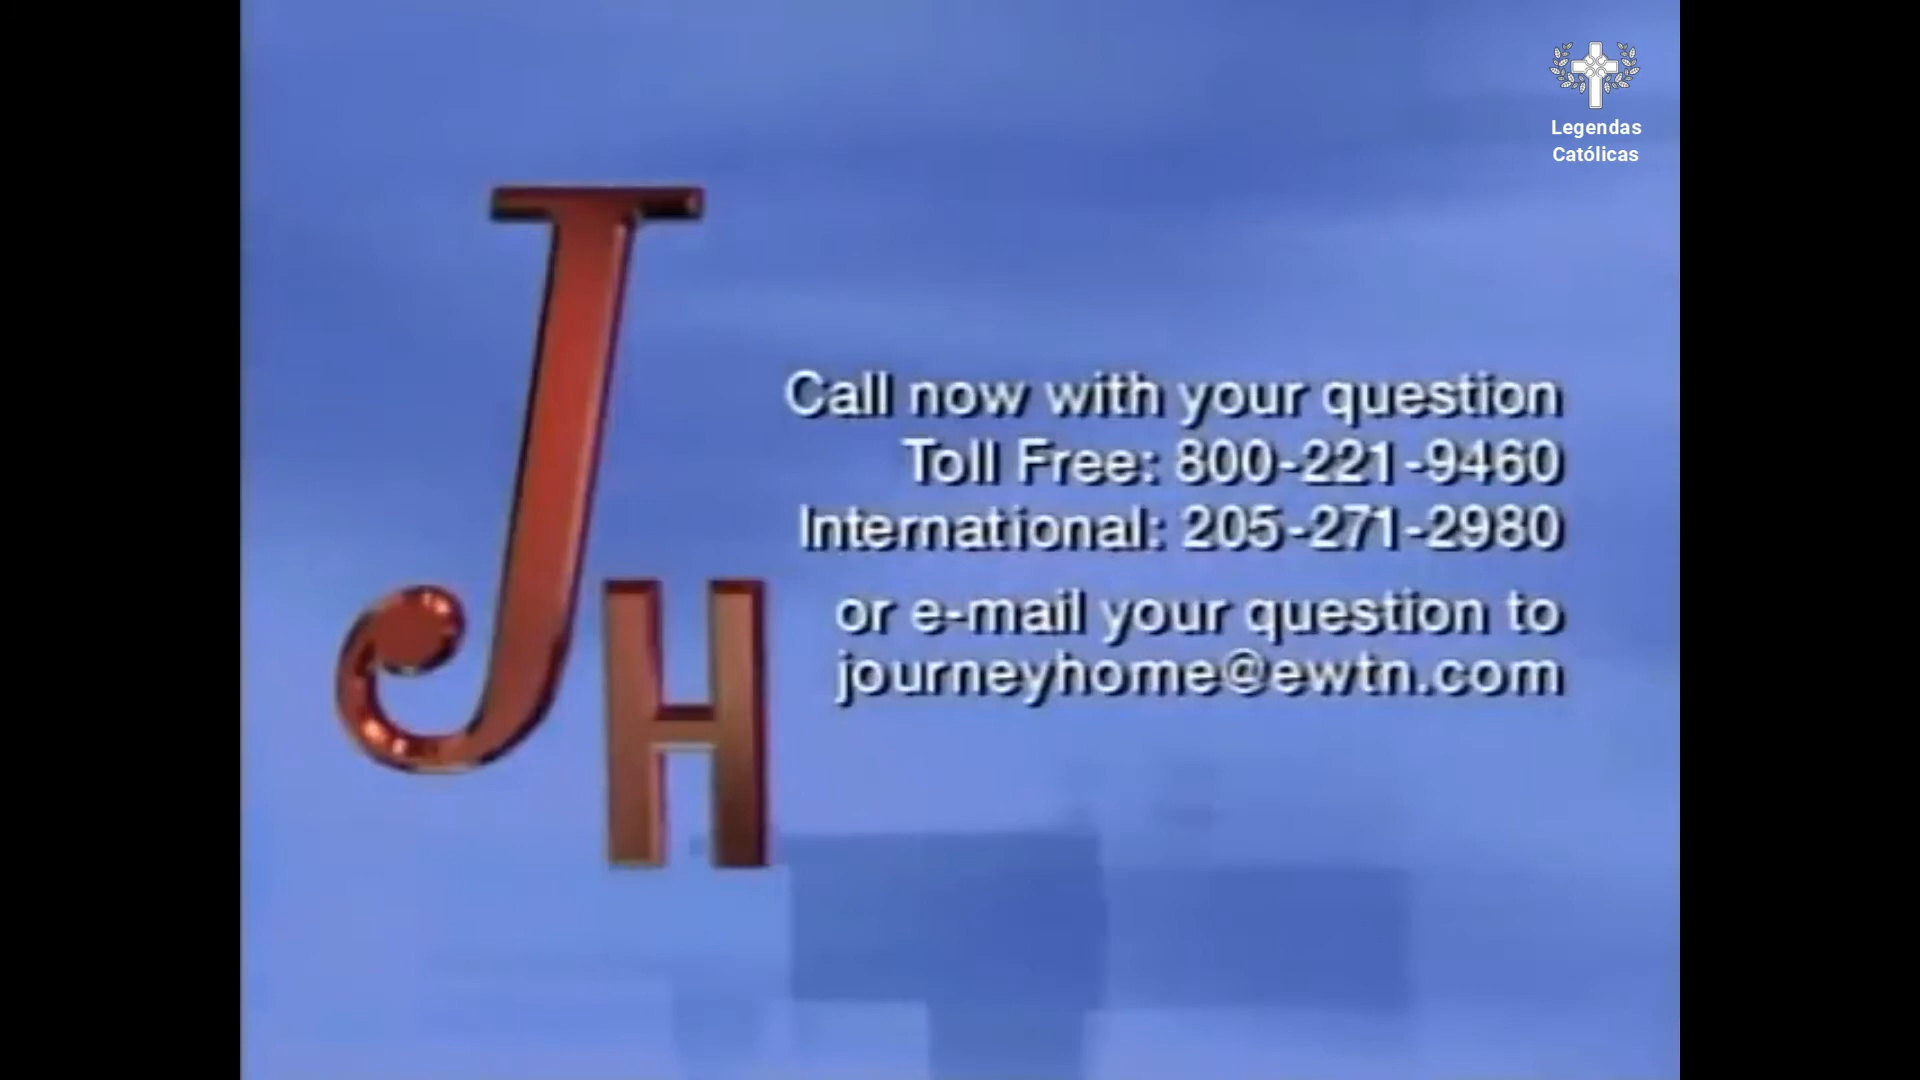 Legendas
Católicas
JH
Call now with your question
Toll Free: 800-221-9460
International: 205-271-2980
or e-mail your question to
journeyhome@ewtn.com